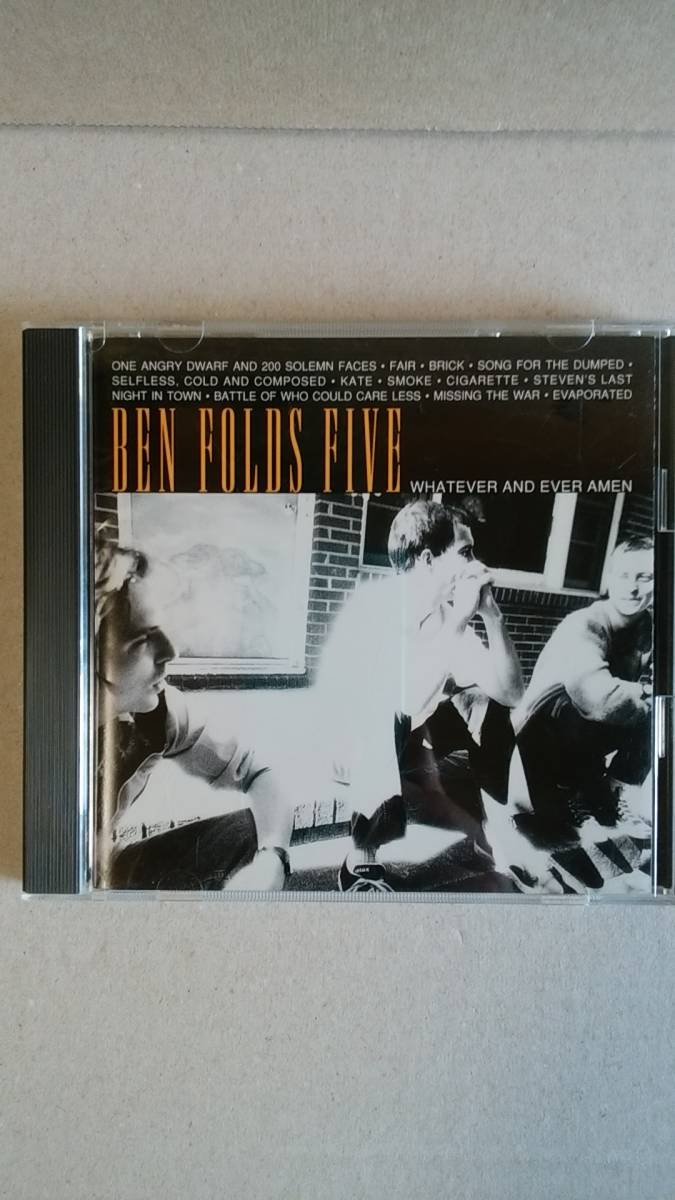 ONE ANGRY DWARF AND 200 SOLEMN FACES • FAIR • BRICK • SONG FOR THE DUMPED •
SELFLESS, COLD AND COMPOSED • KATE • SMOKE • CIGARETTE • STEVEN'S LAST
NIGHT IN TOWN • BATTLE OF WHO COULD CARE LESS • MISSING THE WAR • EVAPORATED
BEN FOLDS FIVE WHATEVER AND EVER AMEN